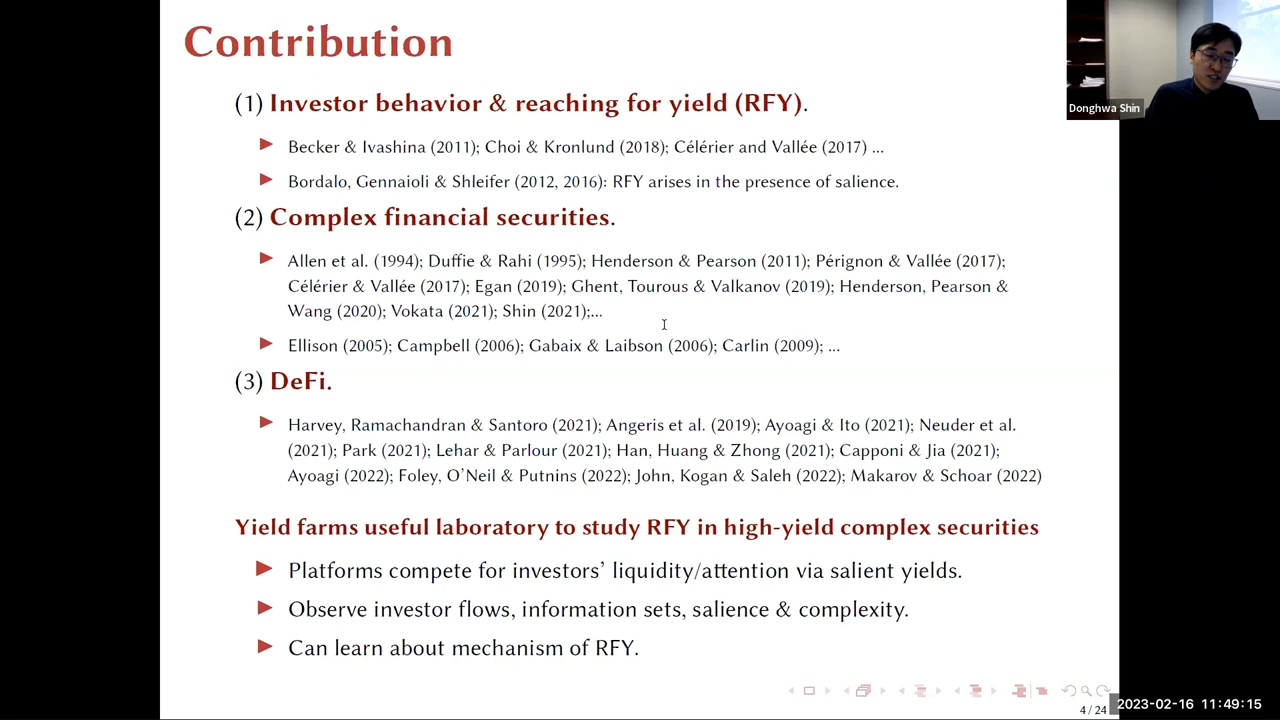 Contribution
(1) Investor behavior & reaching for yield (RFY).
Becker & Ivashina (2011); Choi & Kronlund (2018); Célérier and Vallée (2017) ...
Bordalo, Gennaioli & Shleifer (2012, 2016): RFY arises in the presence of salience.
(2) Complex financial securities.
Allen et al. (1994); Duffie & Rahi (1995); Henderson & Pearson (2011); Pérignon & Vallée (2017);
Célérier & Vallée (2017); Egan (2019); Ghent, Tourous & Valkanov (2019); Henderson, Pearson &
Wang (2020); Vokata (2021); Shin (2021);...
Ellison (2005); Campbell (2006); Gabaix & Laibson (2006); Carlin (2009); ...
(3) DeFi.
Harvey, Ramachandran & Santoro (2021); Angeris et al. (2019); Ayoagi & Ito (2021); Neuder et al.
(2021); Park (2021); Lehar & Parlour (2021); Han, Huang & Zhong (2021); Capponi & Jia (2021);
Ayoagi (2022); Foley, O'Neil & Putnins (2022); John, Kogan & Saleh (2022); Makarov & Schoar (2022)
Yield farms useful laboratory to study RFY in high-yield complex securities
Platforms compete for investors' liquidity/attention via salient yields.
Observe investor flows, information sets, salience & complexity.
Can learn about mechanism of RFY.
4 / 24
Donghwa Shin
2023-02-16 11:49:15